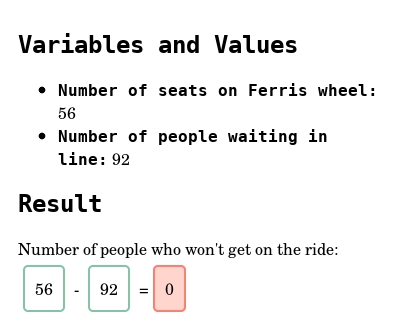 Variables and Values
• Number of seats on Ferris wheel:
56
• Number of people waiting in
line: 92
Result
Number of people who won't get on the ride:
56 - 92 = 0